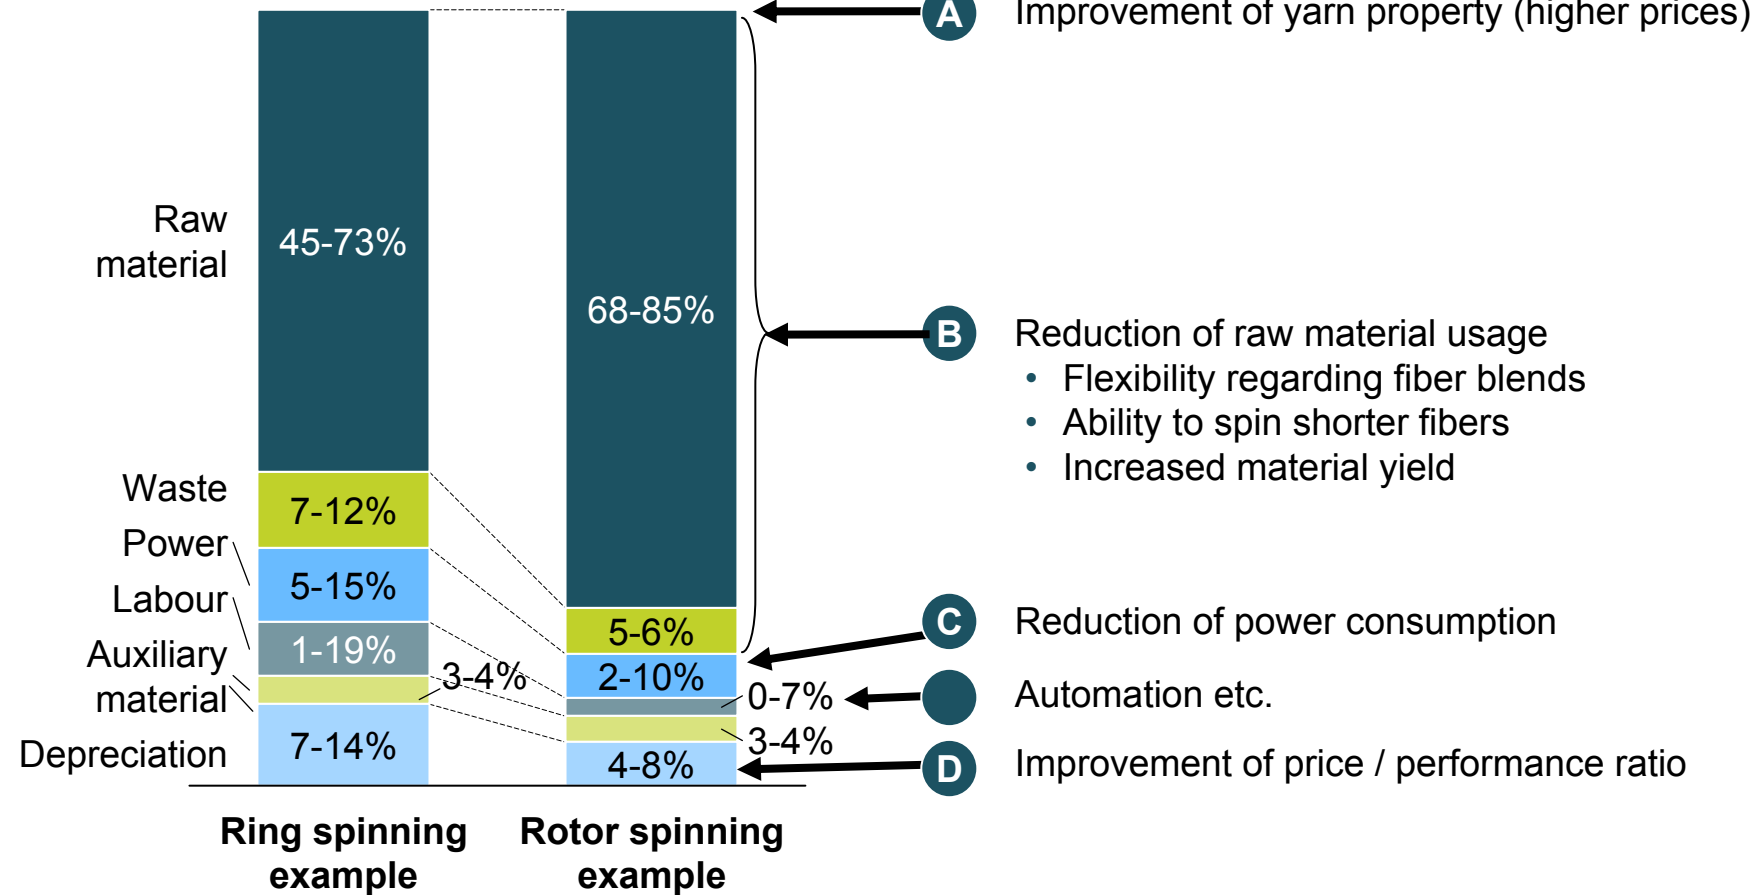 A
Improvement of yarn property (higher prices)
Raw
material
45-73%
68-85%
B
Reduction of raw material usage
• Flexibility regarding fiber blends
• Ability to spin shorter fibers
• Increased material yield
Waste
7-12%
Power
5-15%
Labour
1-19%
Auxiliary
material
3-4%
Depreciation
7-14%
5-6%
2-10%
0-7%
3-4%
4-8%
C
Reduction of power consumption
Automation etc.
D
Improvement of price / performance ratio
Ring spinning
example
Rotor spinning
example